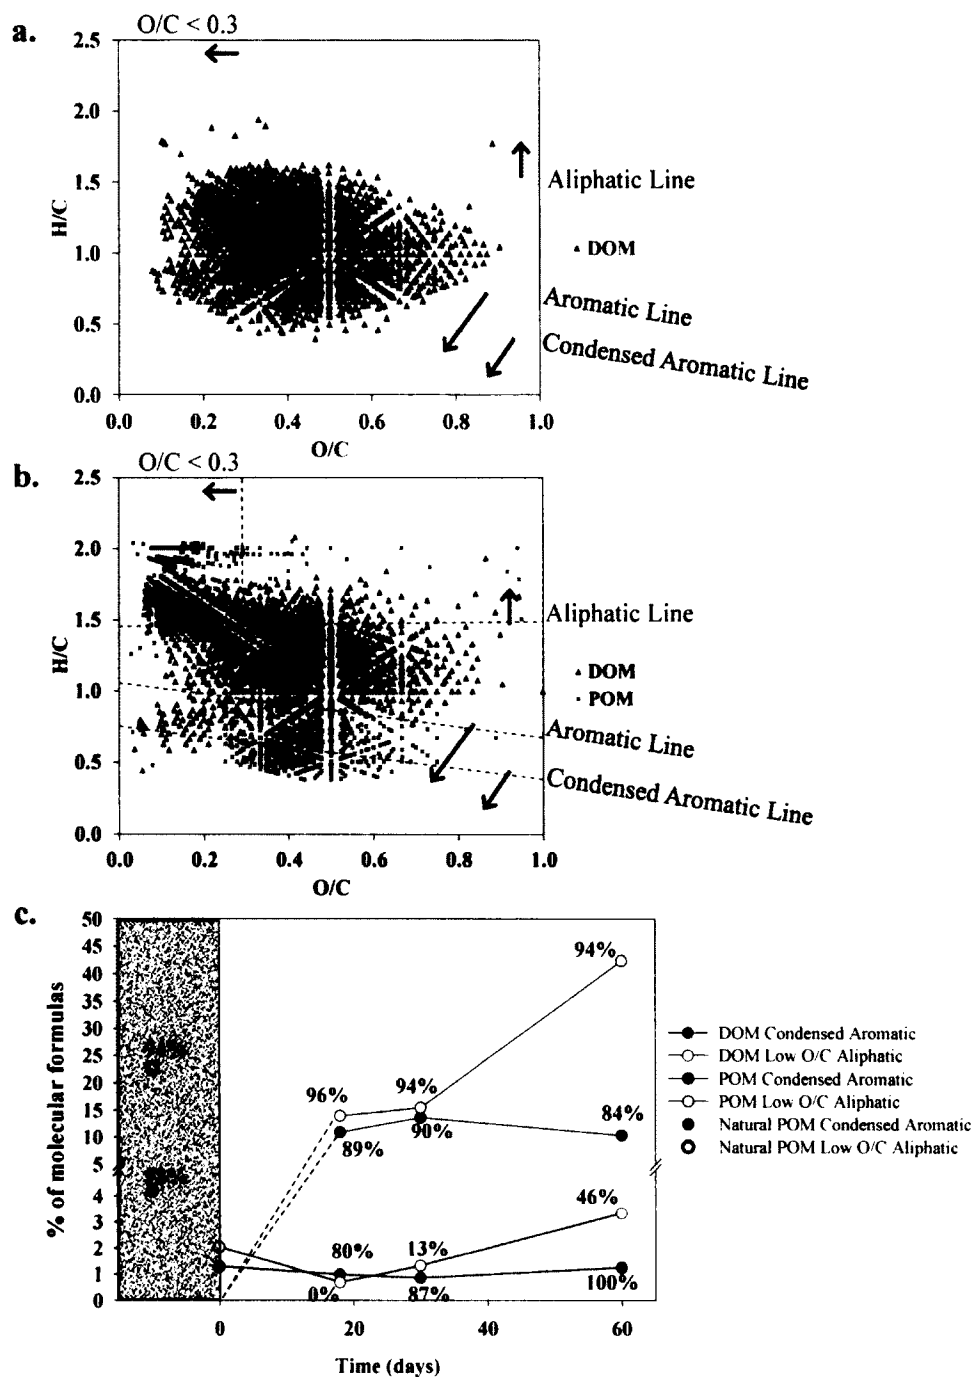 a.
O/C < 0.3
2.5
2.0
1.5
1.0
0.5
0.0
H/C
0.0 0.2 0.4 0.6 0.8 1.0
O/C
Aliphatic Line
DOM
Aromatic Line
Condensed Aromatic Line
b.
O/C < 0.3
2.5
2.0
1.5
1.0
0.5
0.0
H/C
0.0 0.2 0.4 0.6 0.8 1.0
O/C
Aliphatic Line
DOM
POM
Aromatic Line
Condensed Aromatic Line
c.
50
45
40
35
30
25
20
15
10
5
4
3
2
1
0
% of molecular formulas
94%
96%
94%
89%
90%
84%
46%
80%
13%
0%
87%
100%
0 20 40 60
Time (days)
DOM Condensed Aromatic
DOM Low O/C Aliphatic
POM Condensed Aromatic
POM Low O/C Aliphatic
Natural POM Condensed Aromatic
Natural POM Low O/C Aliphatic